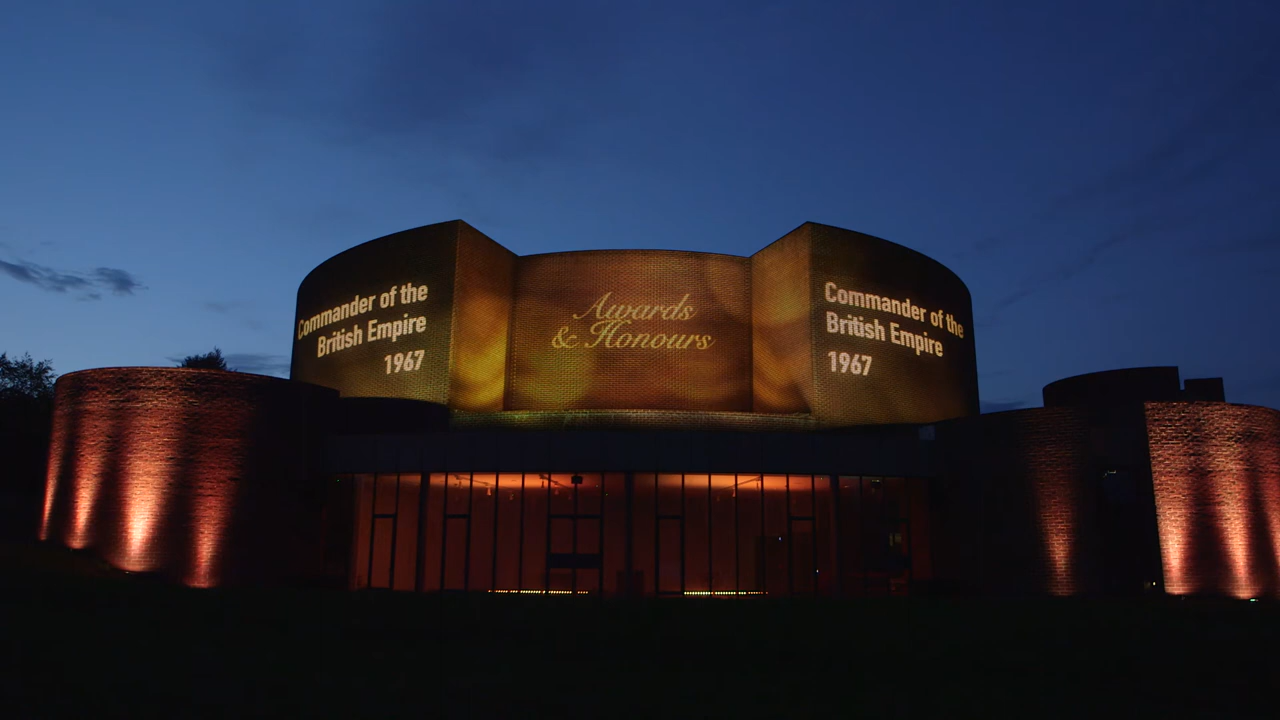 Commander of the
British Empire
1967
Awards
& Honours
Commander of the
British Empire
1967